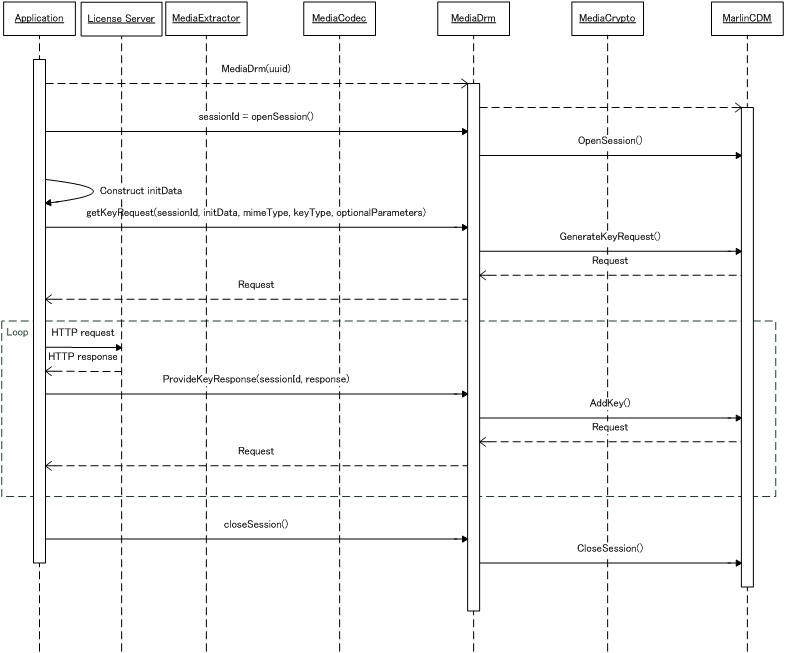 Application
License Server
MediaExtractor
MediaCodec
MediaDrm
MediaCrypto
MarlinCDM
MediaDrm(uuid)
sessionId = openSession()
OpenSession()
Construct initData
getKeyRequest(sessionId, initData, mimeType, keyType, optionalParameters)
GenerateKeyRequest()
Request
Request
Loop
HTTP request
HTTP response
ProvideKeyResponse(sessionId, response)
AddKey()
Request
Request
closeSession()
CloseSession()